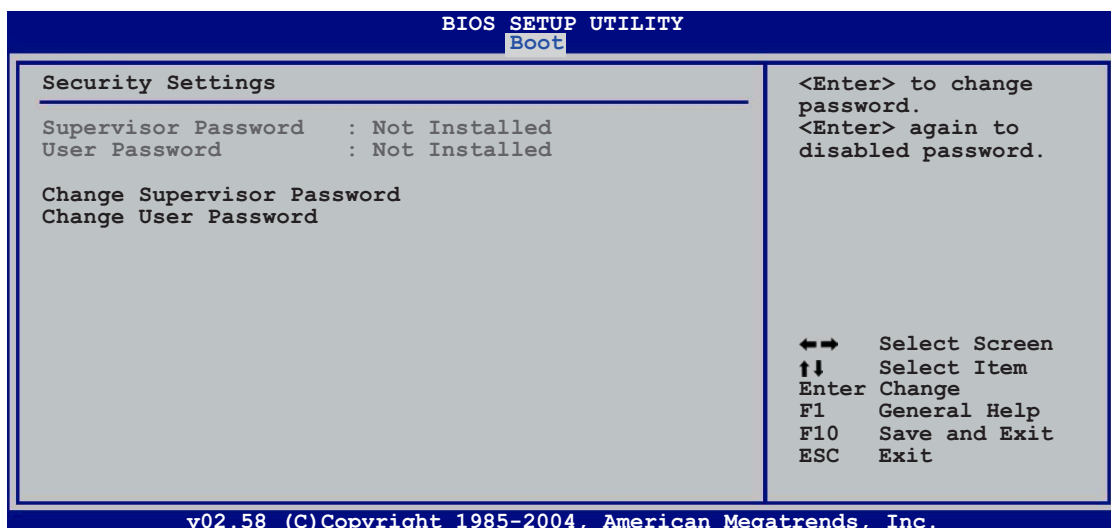 BIOS SETUP UTILITY
Boot
Security Settings
Supervisor Password : Not Installed
User Password : Not Installed
Change Supervisor Password
Change User Password
<Enter> to change
password.
<Enter> again to
disabled password.
←→ Select Screen
↑↓ Select Item
Enter Change
F1 General Help
F10 Save and Exit
ESC Exit
v02.58 (C)Copyright 1985-2004, American Megatrends, Inc.